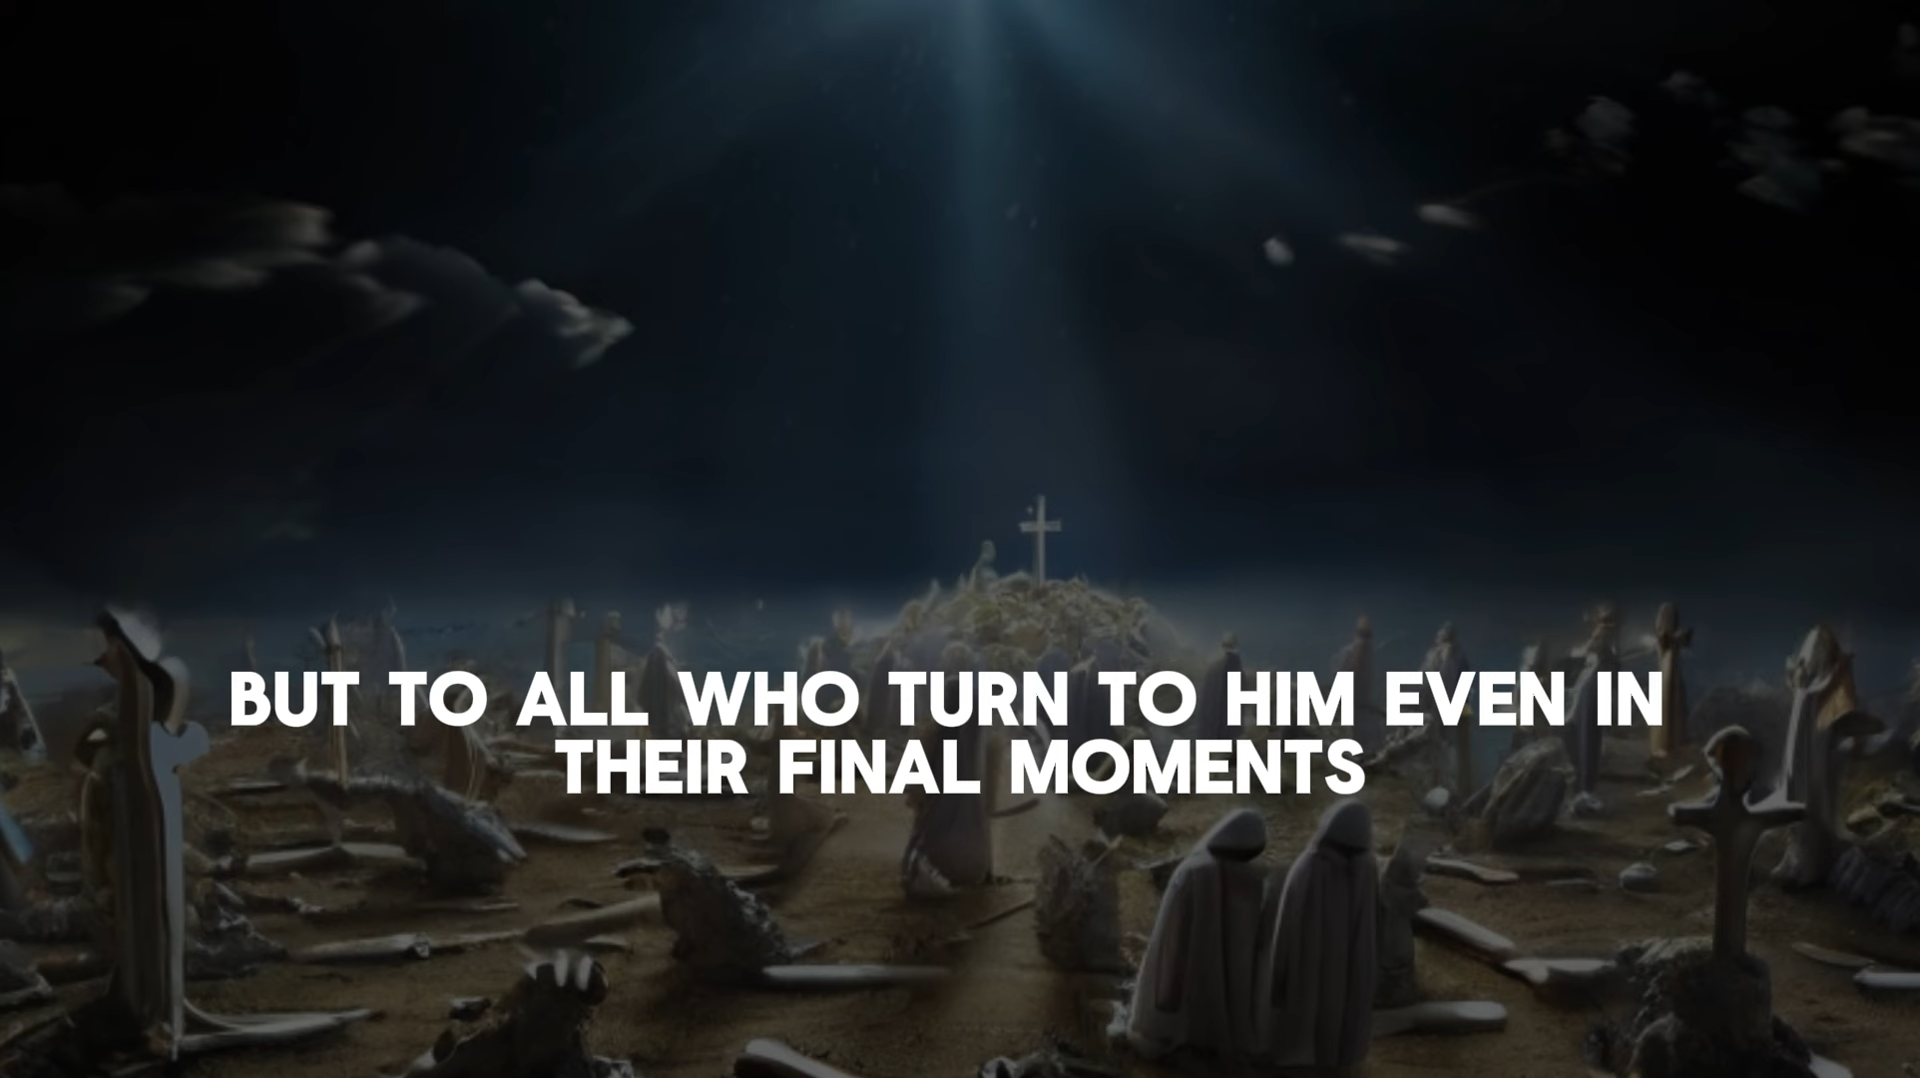 BUT TO ALL WHO TURN TO HIM EVEN IN
THEIR FINAL MOMENTS